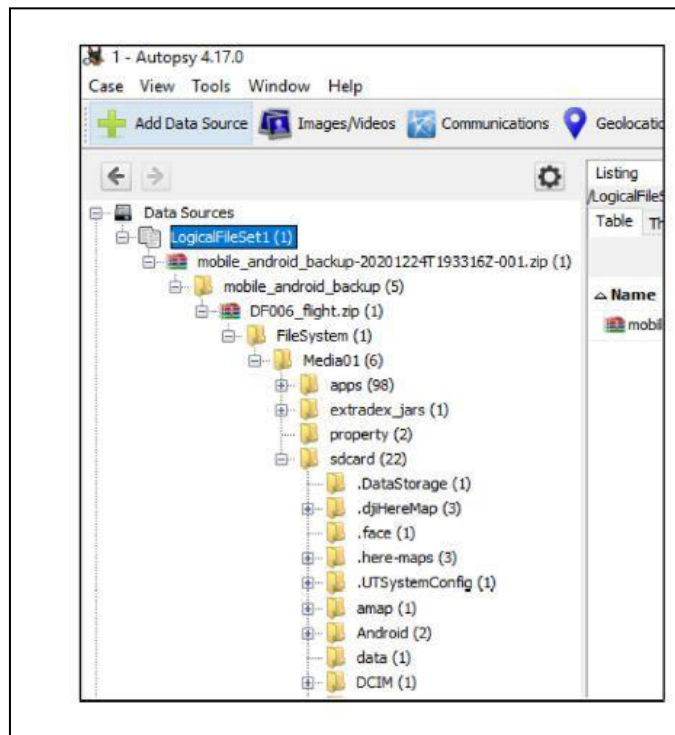 1 - Autopsy 4.17.0
Case View Tools Window Help
Add Data Source Images/Videos Communications Geolocatio
Listing
Data Sources
/LogicalFileS
LogicalFileSet1 (1)
Table Th
mobile_android_backup-20201224T193316Z-001.zip (1)
mobile_android_backup (5)
Name
DF006_flight.zip (1)
mobil
FileSystem (1)
Media01 (6)
apps (98)
extradex_jars (1)
property (2)
sdcard (22)
.DataStorage (1)
.djiHereMap (3)
.face (1)
.here-maps (3)
.UTSystemConfig (1)
amap (1)
Android (2)
data (1)
DCIM (1)